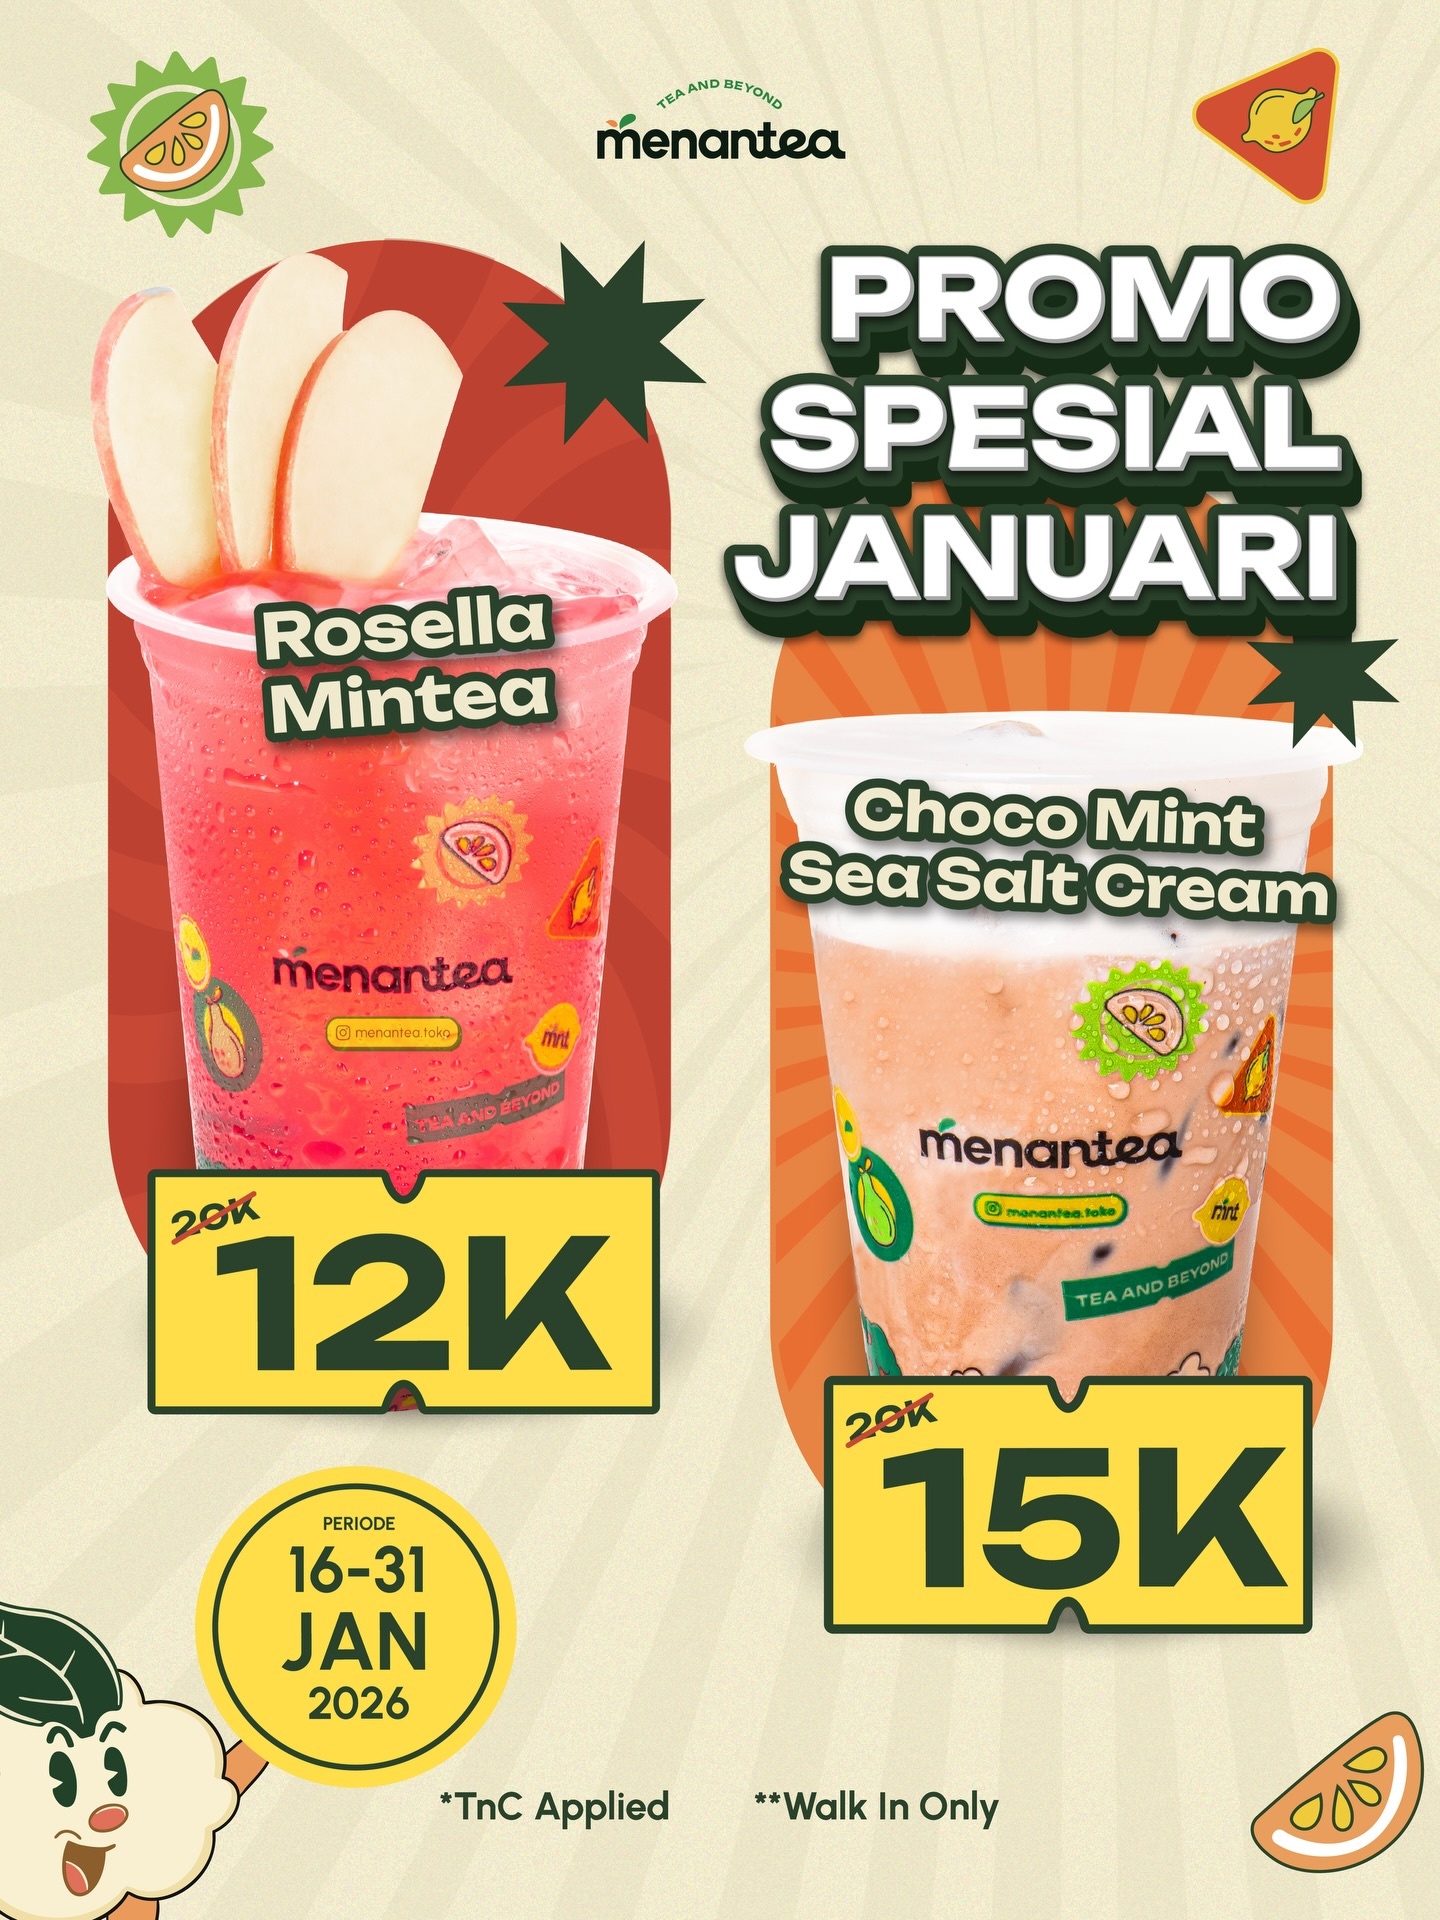 TEA AND BEYOND
menantea
PROMO
SPESIAL
JANUARI
Rosella
Mintea
menantea
menantea.toko
mint
TEA AND BEYOND
20K
12K
Choco Mint
Sea Salt Cream
menantea
menantea.toko
mint
TEA AND BEYOND
20K
15K
PERIODE
16-31
JAN
2026
*TnC Applied
**Walk In Only